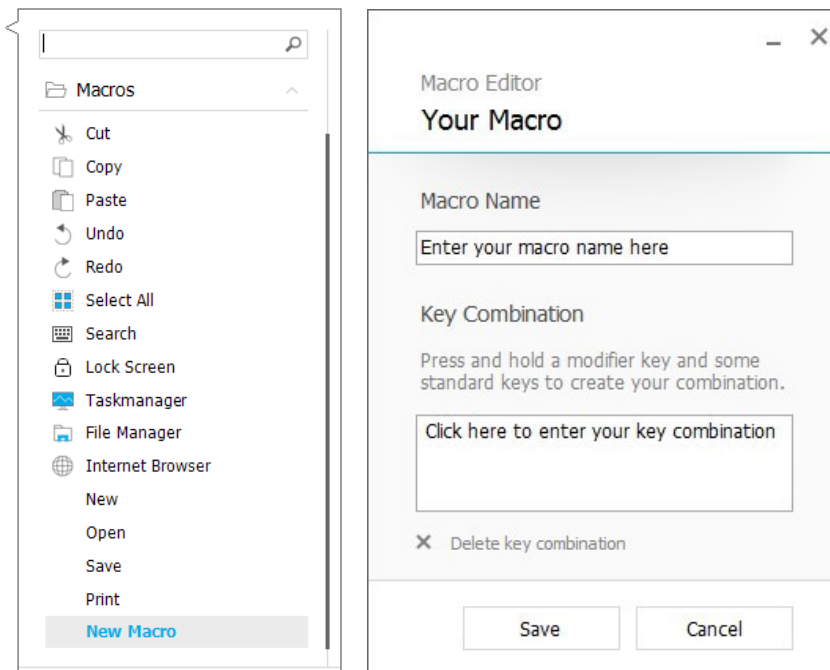 Macros
Cut
Copy
Paste
Undo
Redo
Select All
Search
Lock Screen
Taskmanager
File Manager
Internet Browser
New
Open
Save
Print
New Macro
Macro Editor
Your Macro
Macro Name
Enter your macro name here
Key Combination
Press and hold a modifier key and some
standard keys to create your combination.
Click here to enter your key combination
Delete key combination
Save
Cancel